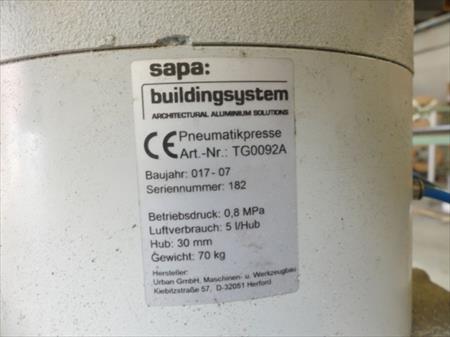 sapa:
buildingsystem
ARCHITECTURAL ALUMINIUM SOLUTIONS
CE Pneumatikpresse
Art.-Nr.: TG0092A
Baujahr: 017-07
Seriennummer: 182
Betriebsdruck: 0,8 MPa
Luftverbrauch: 5 l/Hub
Hub: 30 mm
Gewicht: 70 kg
Hersteller:
Urban GmbH, Maschinen- u. Werkzeugbau
Kiebitzstraße 57, D-32051 Herford